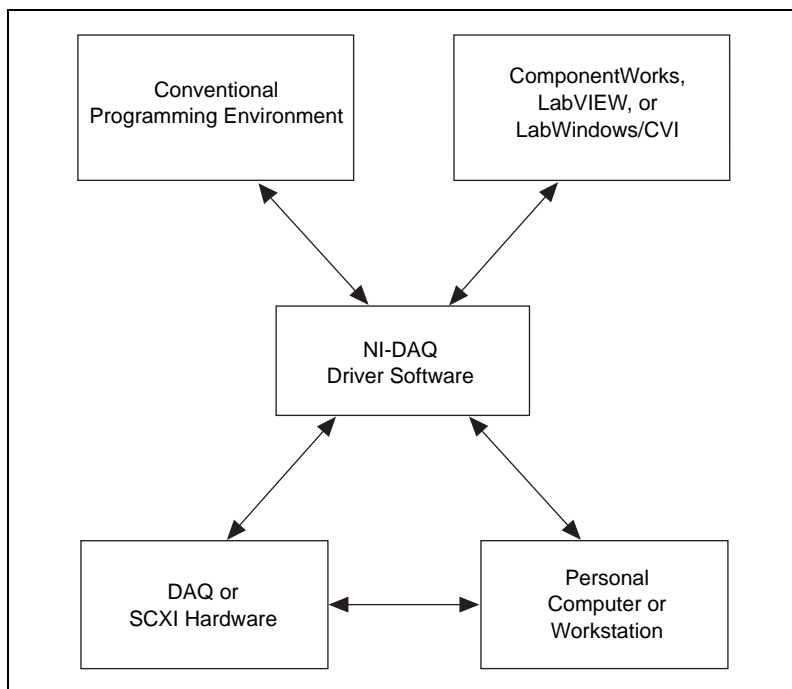 Conventional
Programming Environment
ComponentWorks,
LabVIEW, or
LabWindows/CVI
NI-DAQ
Driver Software
DAQ or
SCXI Hardware
Personal
Computer or
Workstation